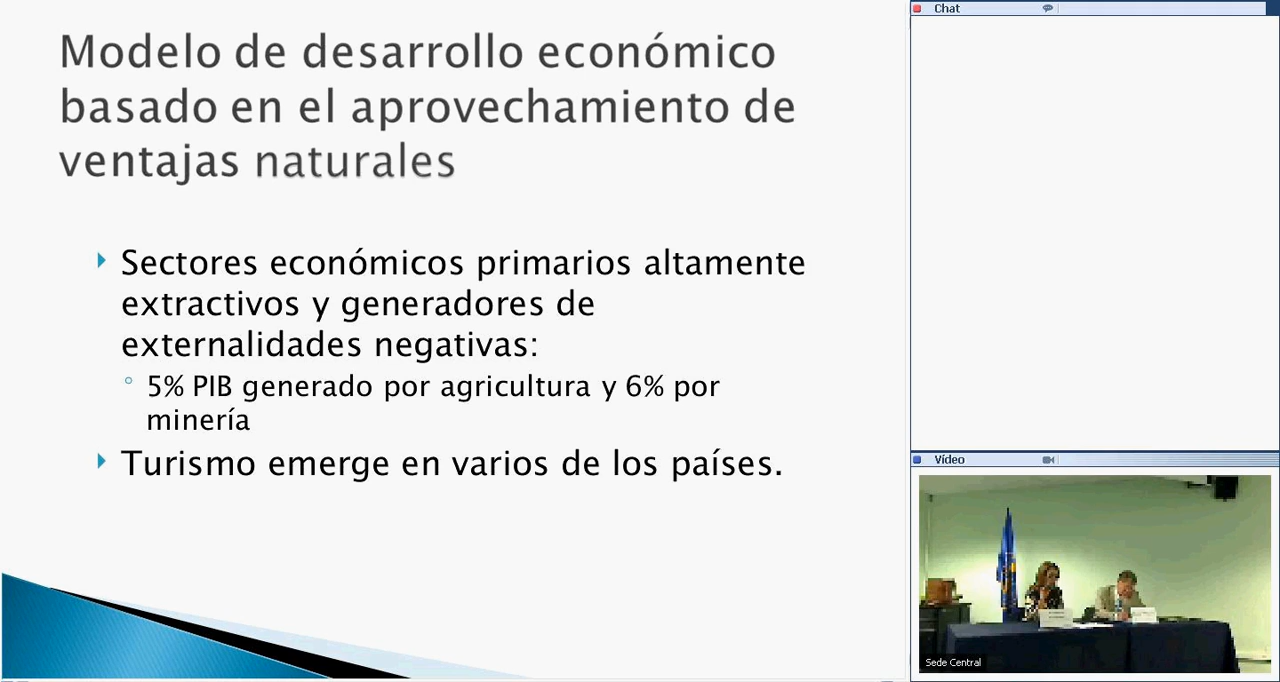 Modelo de desarrollo económico
basado en el aprovechamiento de
ventajas naturales
Sectores económicos primarios altamente
extractivos y generadores de
externalidades negativas:
5% PIB generado por agricultura y 6% por
minería
Turismo emerge en varios de los países.
Chat
Vídeo
Sede Central